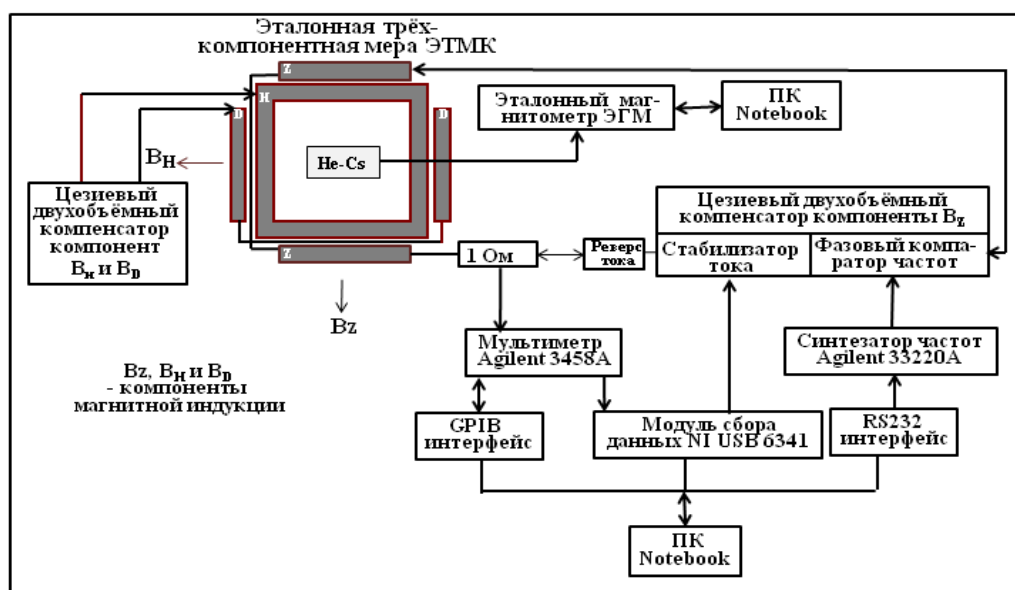 Эталонная трёх-
компонентная мера ЭТМК
Z
H
D
D
He-Cs
Эталонный маг-
нитометр ЭГМ
ПК
Notebook
BH
Цезиевый
двухобъёмный
компенсатор
компонент
BH и BD
Цезиевый двухобъёмный
компенсатор компоненты BZ
Стабилизатор
тока
Фазовый компа-
ратор частот
Реверс
тока
1 Ом
Z
Bz
Мультиметр
Agilent 3458A
Синтезатор частот
Agilent 33220A
Bz, BH и BD
- компоненты
магнитной индукции
GPIB
интерфейс
Модуль сбора
данных NI USB 6341
RS232
интерфейс
ПК
Notebook